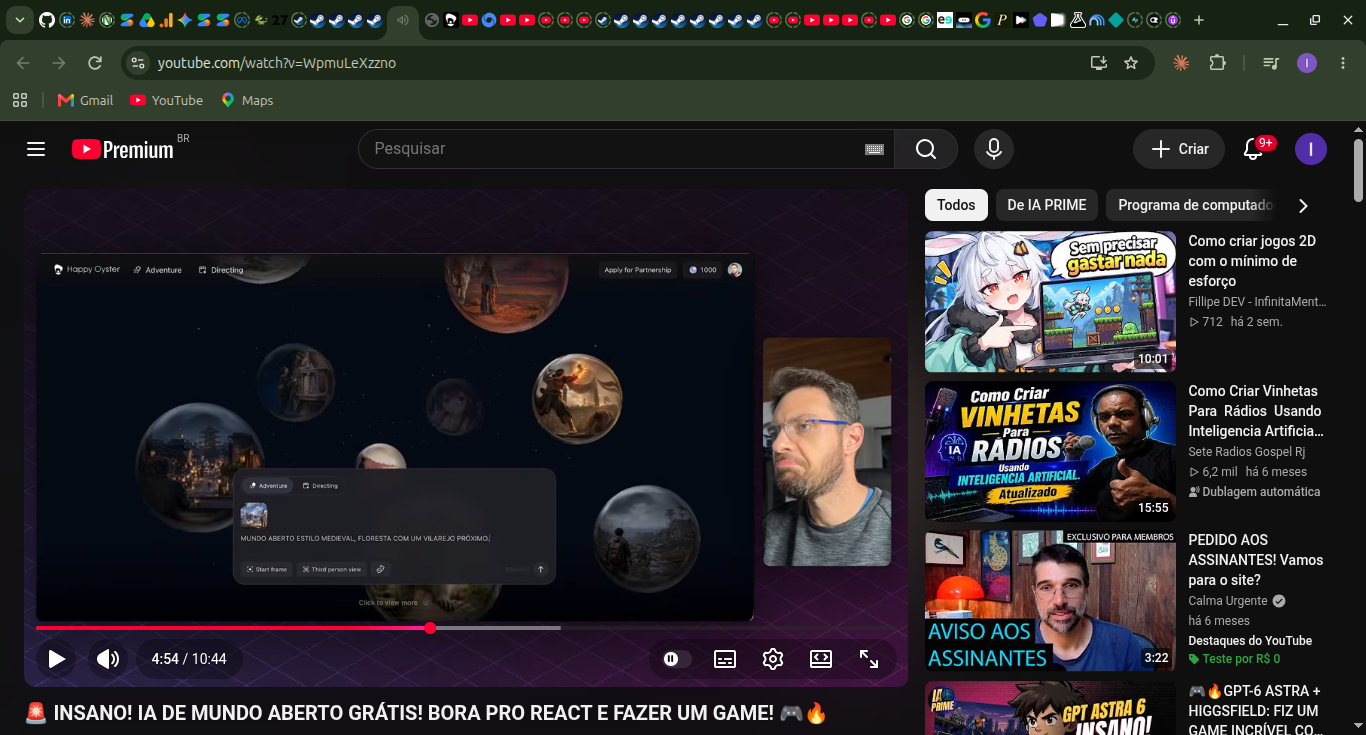 27
youtube.com/watch?v=WpmuLeXzzno
I
Gmail
YouTube
Maps
Premium BR
Pesquisar
Criar
9+
I
Happy Oyster
Adventure
Directing
Apply for Partnership
1000
Adventure
Directing
MUNDO ABERTO ESTILO MEDIEVAL, FLORESTA COM UM VILAREJO PRÓXIMO.
Start frame
Third person view
Click to view more
4:54 / 10:44
🚨 INSANO! IA DE MUNDO ABERTO GRÁTIS! BORA PRO REACT E FAZER UM GAME! 🎮🔥
Todos
De IA PRIME
Programa de computado
Sem precisar
gastar nada
10:01
Como criar jogos 2D
com o mínimo de
esforço
Fillipe DEV - InfinitaMent...
712 há 2 sem.
Como Criar
VINHETAS
Para
RÁDIOS
IA
Usando
INTELIGENCIA ARTIFICIAL.
Atualizado
15:55
Como Criar Vinhetas
Para Rádios Usando
Inteligencia Artificia...
Sete Radios Gospel Rj
6,2 mil há 6 meses
Dublagem automática
EXCLUSIVO PARA MEMBROS
AVISO AOS
ASSINANTES
3:22
PEDIDO AOS
ASSINANTES! Vamos
para o site?
Calma Urgente
há 6 meses
Destaques do YouTube
Teste por R$ 0
IA
PRIME
GPT ASTRA 6
INSANO!
🎮🔥GPT-6 ASTRA +
HIGGSFIELD: FIZ UM
GAME INCRÍVEL CO...